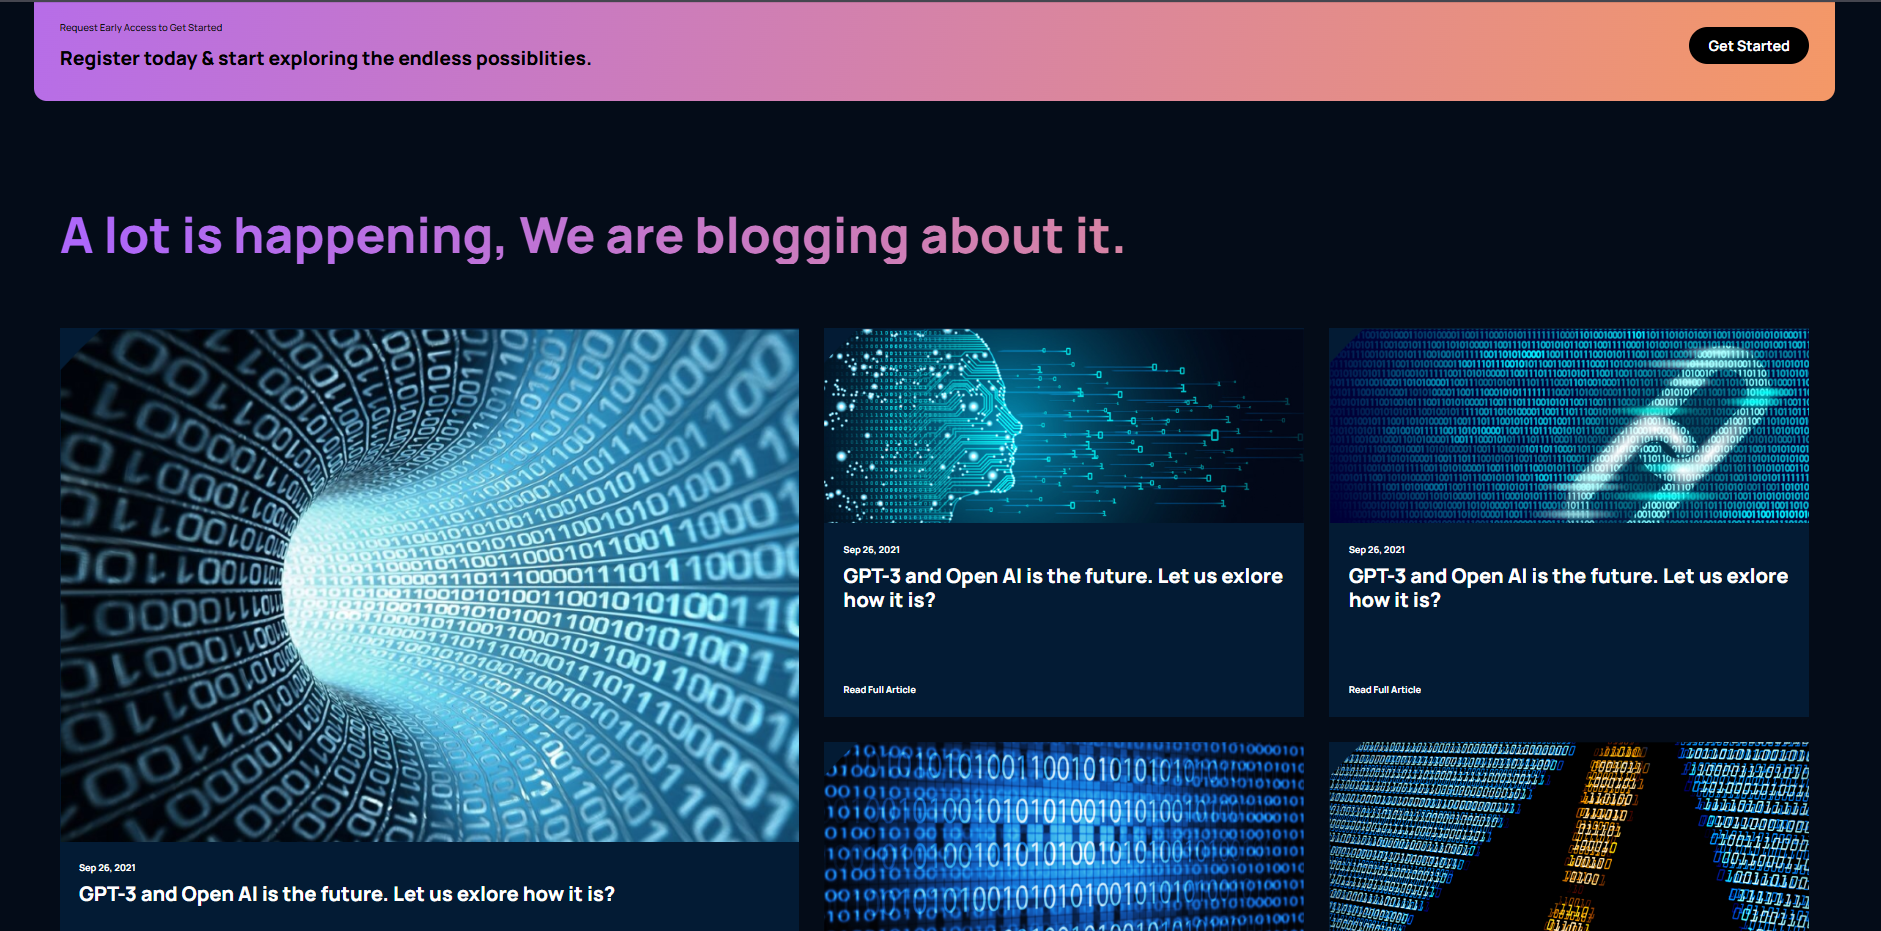 Request Early Access to Get Started
Register today & start exploring the endless possiblities.
Get Started
A lot is happening, We are blogging about it.
Sep 26, 2021
GPT-3 and Open AI is the future. Let us exlore how it is?
Sep 26, 2021
GPT-3 and Open AI is the future. Let us exlore
how it is?
Read Full Article
Sep 26, 2021
GPT-3 and Open AI is the future. Let us exlore
how it is?
Read Full Article